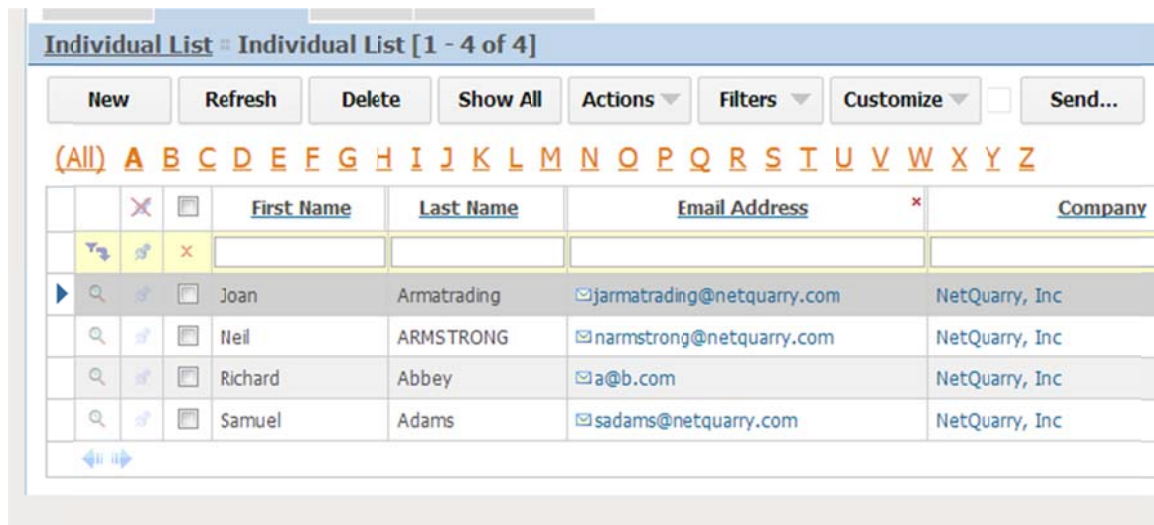 Individual List :: Individual List [1 - 4 of 4]
New Refresh Delete Show All Actions Filters Customize Send...
(All) A B C D E F G H I J K L M N O P Q R S T U V W X Y Z
First Name Last Name Email Address Company
Joan Armatrading jarmatrading@netquarry.com NetQuarry, Inc
Neil ARMSTRONG narmstrong@netquarry.com NetQuarry, Inc
Richard Abbey a@b.com NetQuarry, Inc
Samuel Adams sadams@netquarry.com NetQuarry, Inc